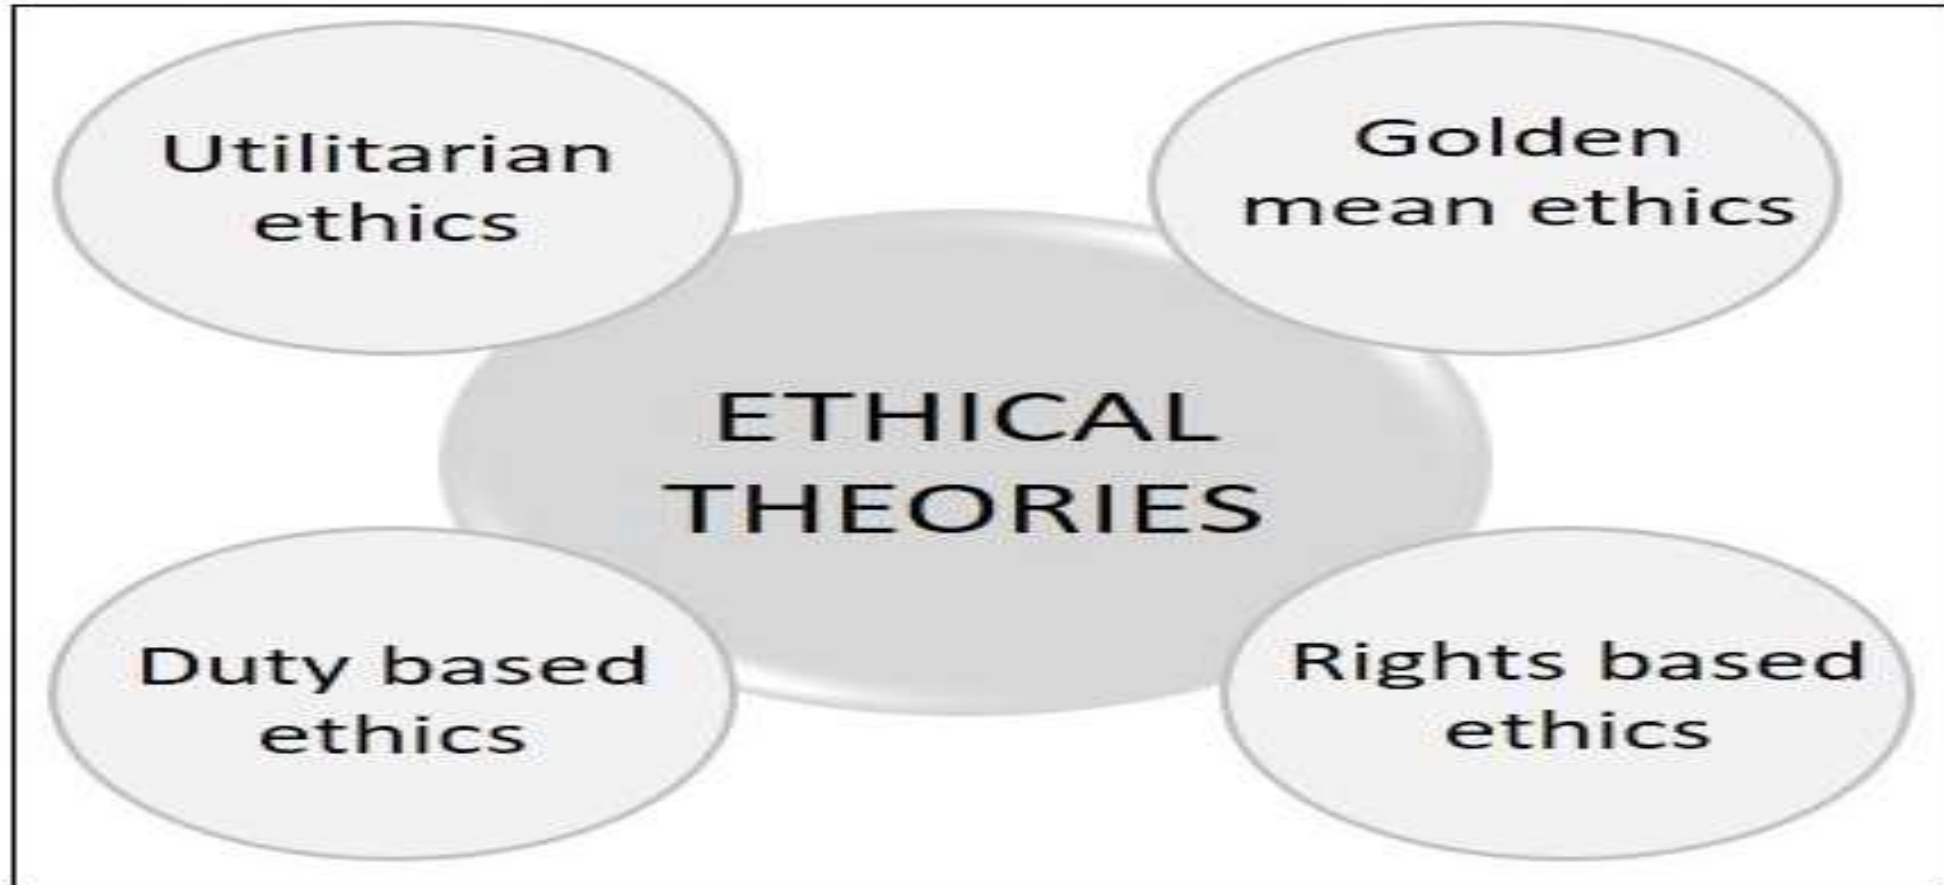 Utilitarian
ethics
Golden
mean ethics
ETHICAL
THEORIES
Duty based
ethics
Rights based
ethics